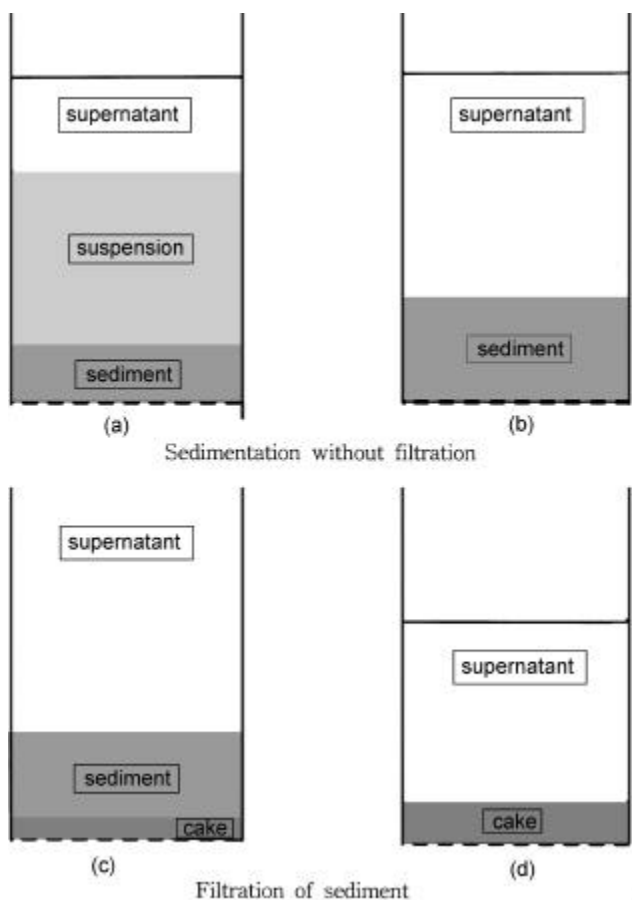 supernatant
supernatant
suspension
sediment
sediment
(a)
(b)
Sedimentation without filtration
supernatant
supernatant
sediment
cake
cake
(c)
(d)
Filtration of sediment